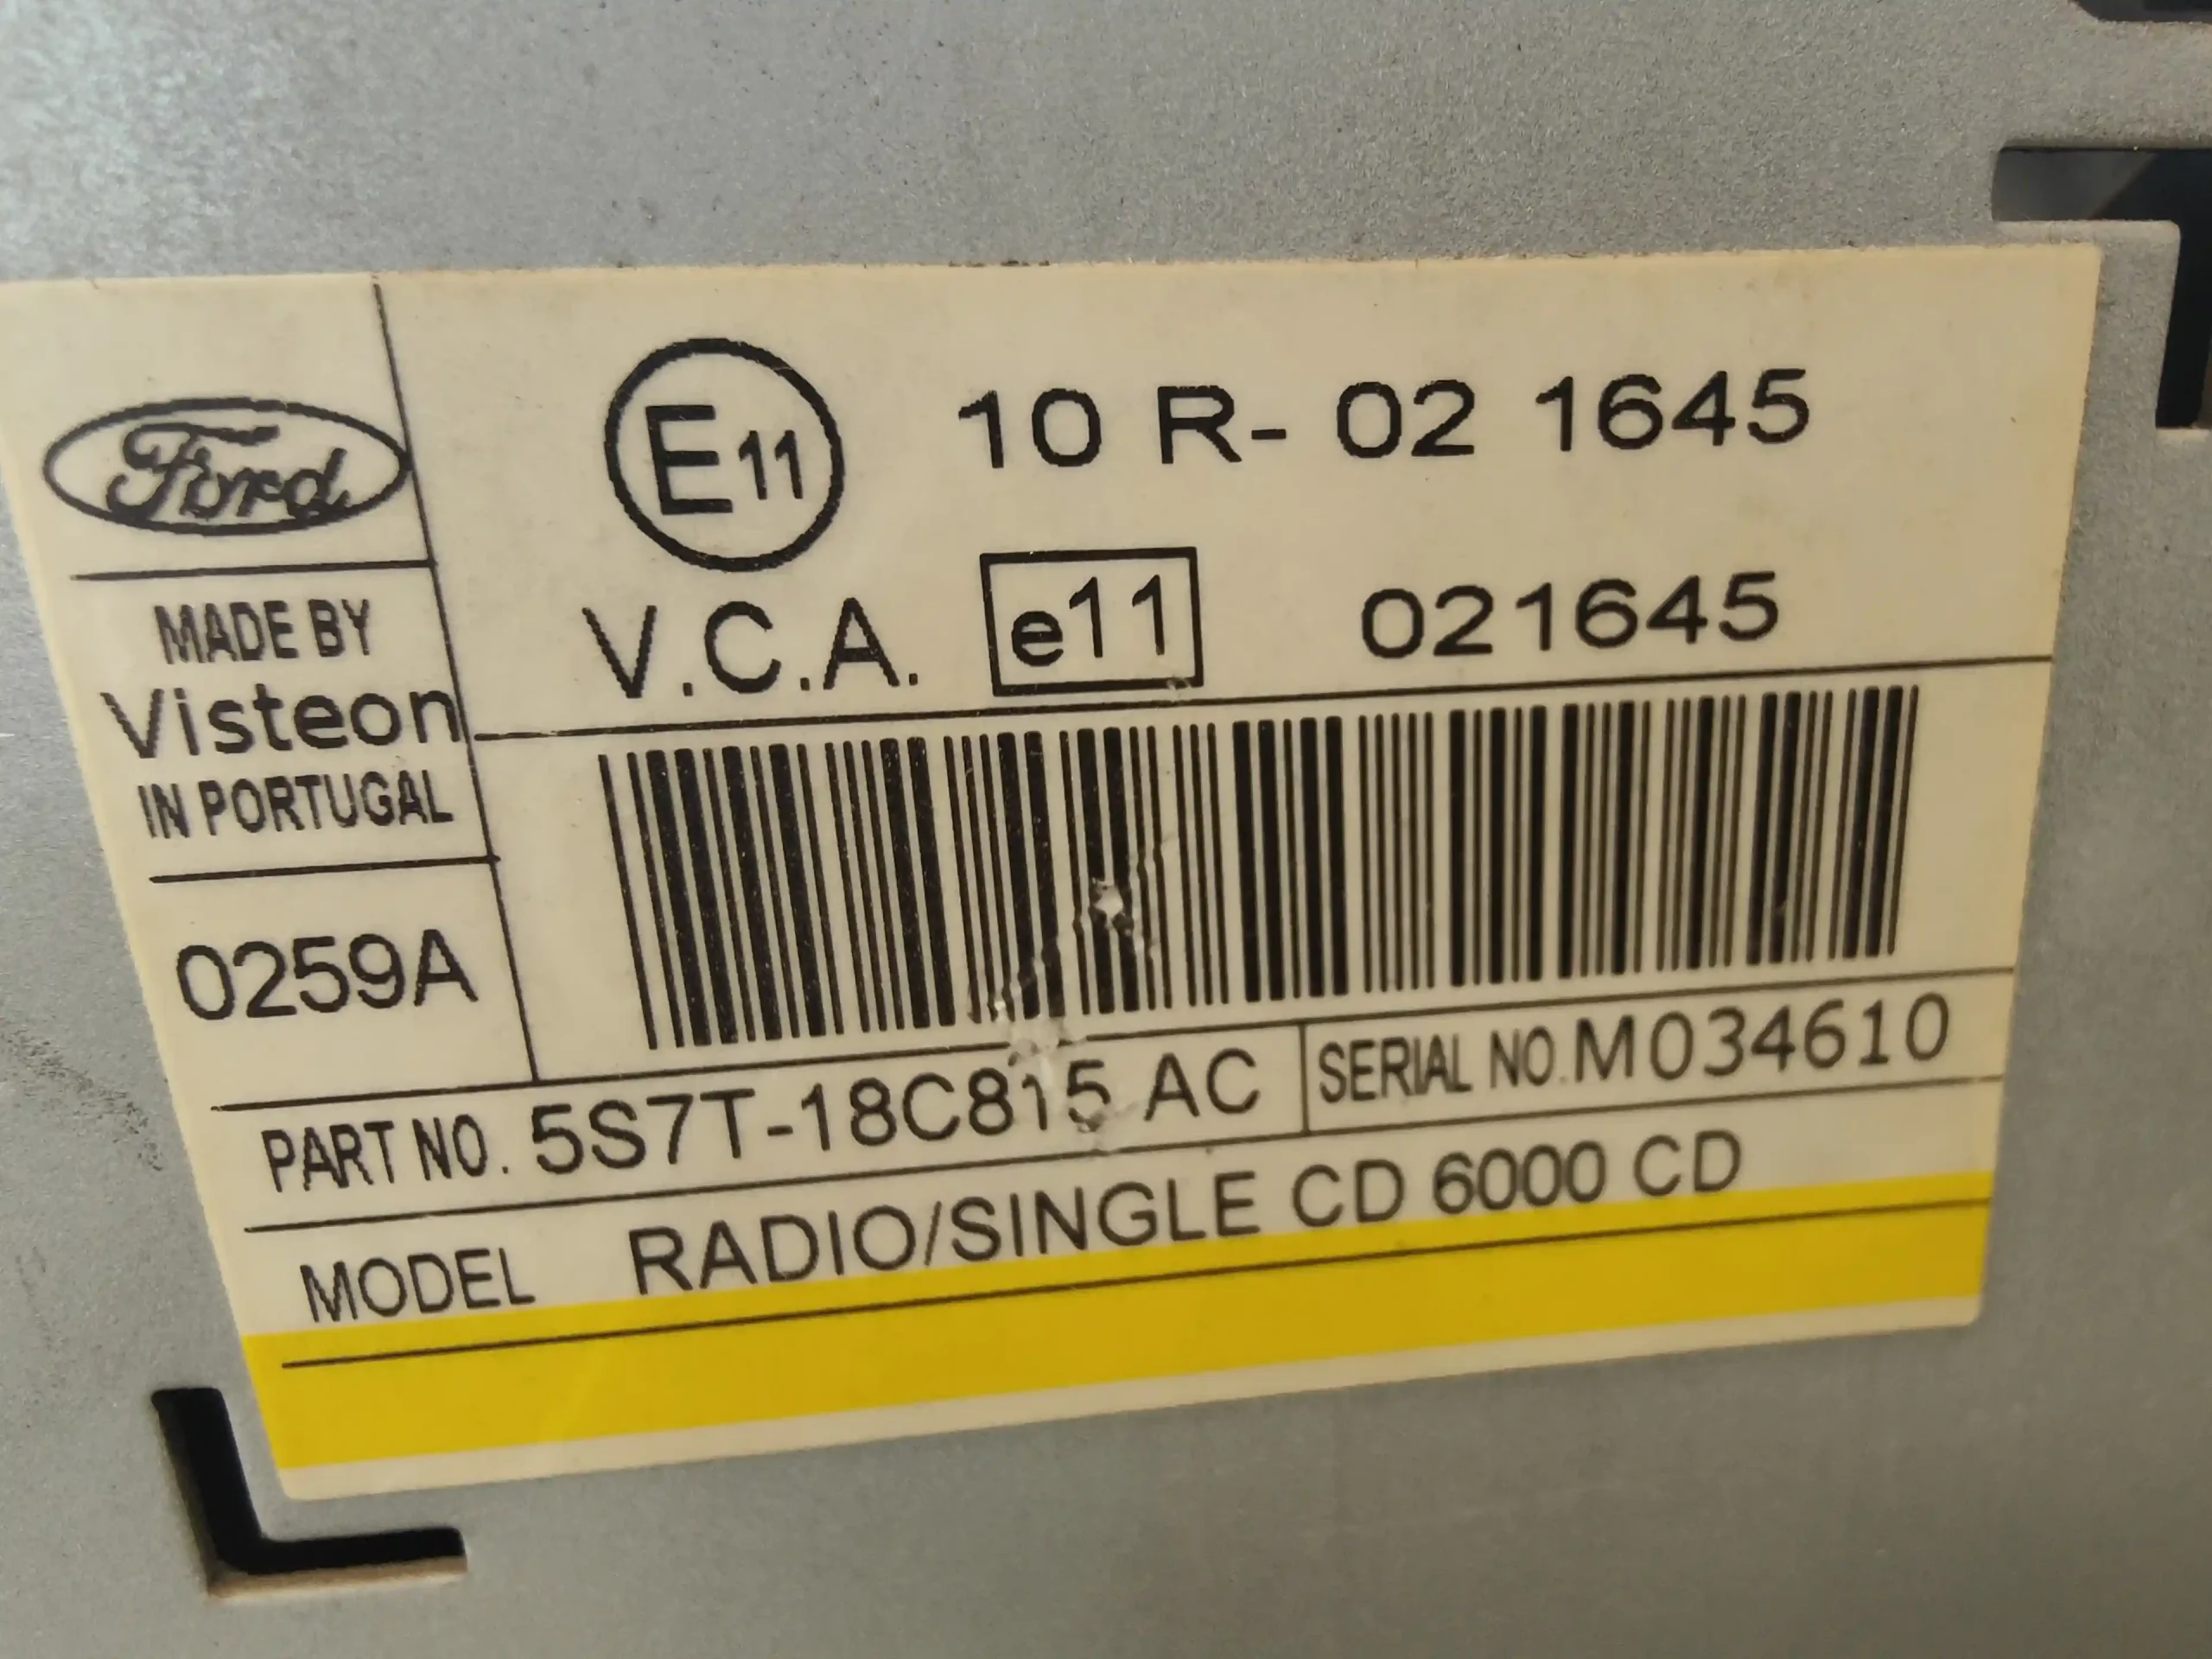 Ford
MADE BY
Visteon
IN PORTUGAL
0259A
E11 10 R- 02 1645
V.C.A. e11 021645
PART NO. 5S7T-18C815 AC SERIAL NO. M034610
MODEL RADIO/SINGLE CD 6000 CD